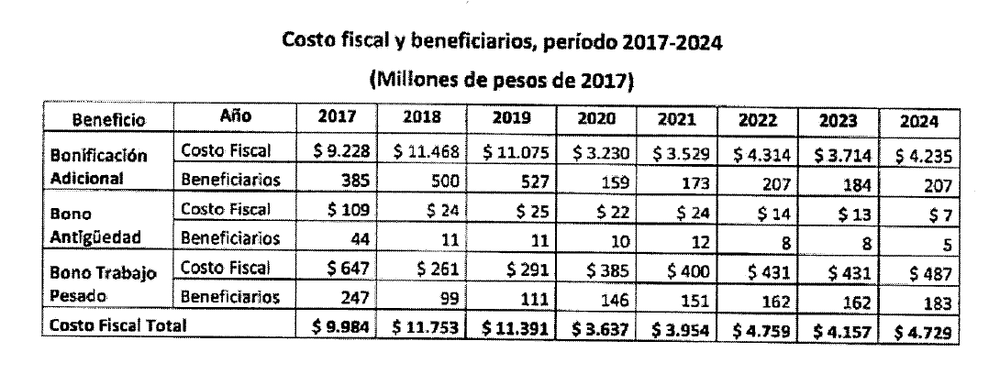 Costo fiscal y beneficiarios, período 2017-2024
(Millones de pesos de 2017)
Beneficio Año 2017 2018 2019 2020 2021 2022 2023 2024
Bonificación Adicional Costo Fiscal $ 9.228 $ 11.468 $ 11.075 $ 3.230 $ 3.529 $ 4.314 $ 3.714 $ 4.235
Beneficiarios 385 500 527 159 173 207 184 207
Bono Antigüedad Costo Fiscal $ 109 $ 24 $ 25 $ 22 $ 24 $ 14 $ 13 $ 7
Beneficiarios 44 11 11 10 12 8 8 5
Bono Trabajo Pesado Costo Fiscal $ 647 $ 261 $ 291 $ 385 $ 400 $ 431 $ 431 $ 487
Beneficiarios 247 99 111 146 151 162 162 183
Costo Fiscal Total $ 9.984 $ 11.753 $ 11.391 $ 3.637 $ 3.954 $ 4.759 $ 4.157 $ 4.729